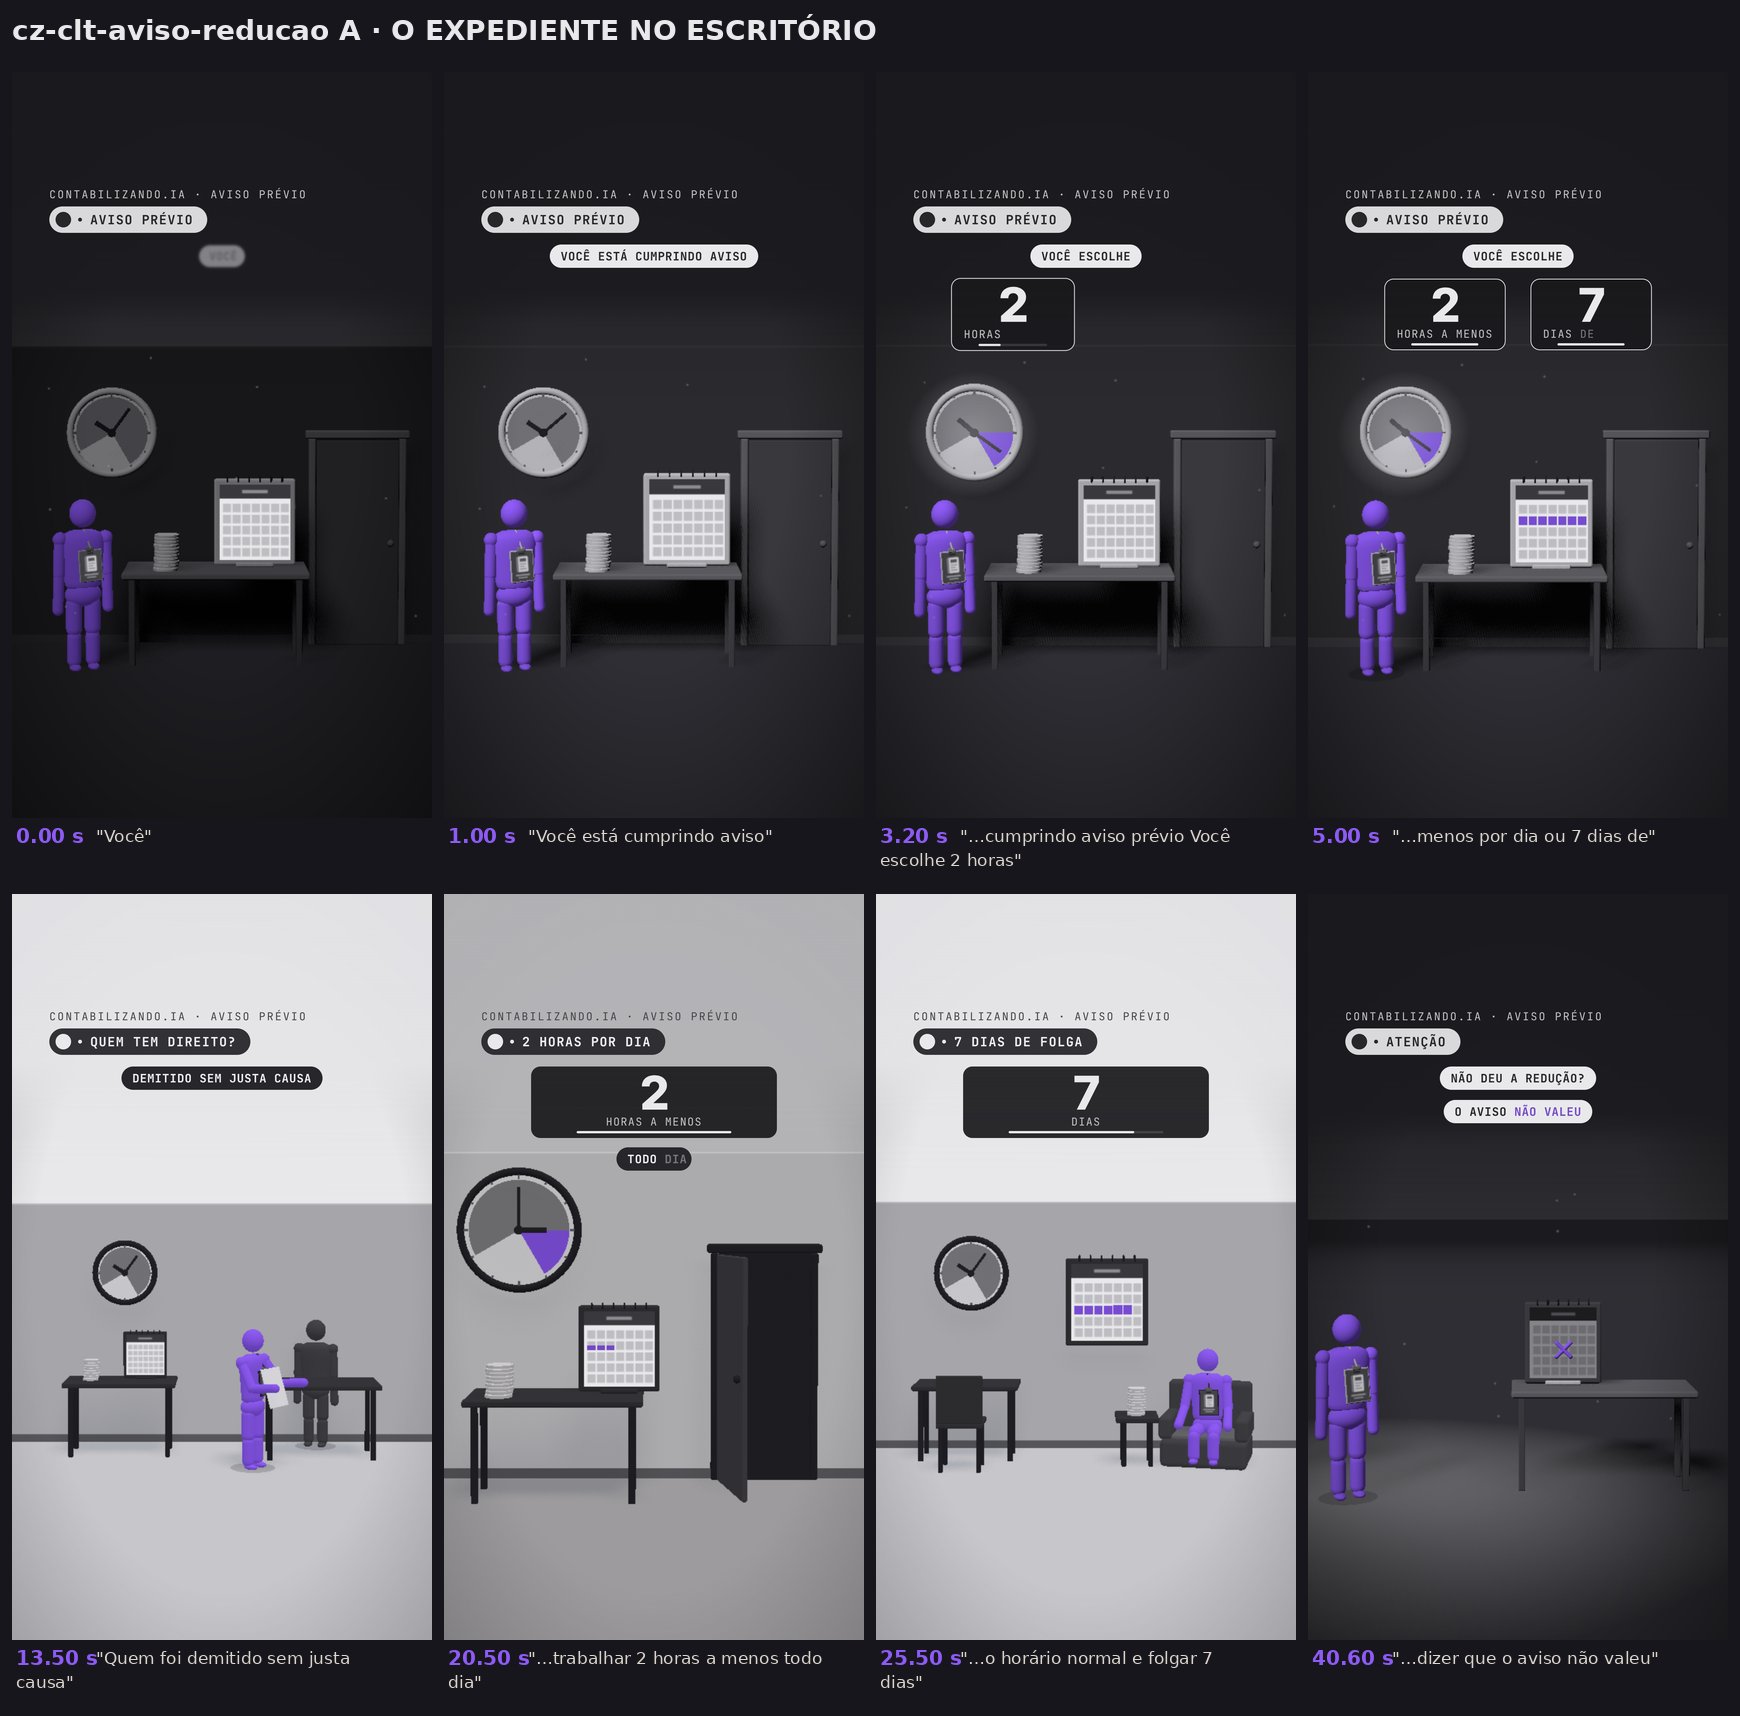 cz-clt-aviso-reducao A · O EXPEDIENTE NO ESCRITÓRIO
CONTABILIZANDO.IA · AVISO PRÉVIO
• AVISO PRÉVIO
VOCÊ
0.00 s "Você"
CONTABILIZANDO.IA · AVISO PRÉVIO
• AVISO PRÉVIO
VOCÊ ESTÁ CUMPRINDO AVISO
1.00 s "Você está cumprindo aviso"
CONTABILIZANDO.IA · AVISO PRÉVIO
• AVISO PRÉVIO
VOCÊ ESCOLHE
2
HORAS
3.20 s "...cumprindo aviso prévio Você
escolhe 2 horas"
CONTABILIZANDO.IA · AVISO PRÉVIO
• AVISO PRÉVIO
VOCÊ ESCOLHE
2
HORAS A MENOS
7
DIAS DE
5.00 s "...menos por dia ou 7 dias de"
CONTABILIZANDO.IA · AVISO PRÉVIO
• QUEM TEM DIREITO?
DEMITIDO SEM JUSTA CAUSA
13.50 s "Quem foi demitido sem justa
causa"
CONTABILIZANDO.IA · AVISO PRÉVIO
• 2 HORAS POR DIA
2
HORAS A MENOS
TODO DIA
20.50 s "...trabalhar 2 horas a menos todo
dia"
CONTABILIZANDO.IA · AVISO PRÉVIO
• 7 DIAS DE FOLGA
7
DIAS
25.50 s "...o horário normal e folgar 7
dias"
CONTABILIZANDO.IA · AVISO PRÉVIO
• ATENÇÃO
NÃO DEU A REDUÇÃO?
O AVISO NÃO VALEU
40.60 s "...dizer que o aviso não valeu"